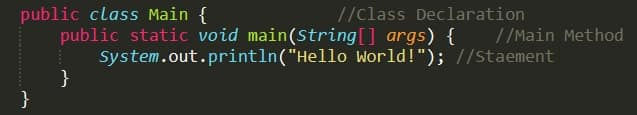 public class Main {                //Class Declaration
    public static void main(String[] args) {    //Main Method
        System.out.println("Hello World!"); //Staement
    }
}